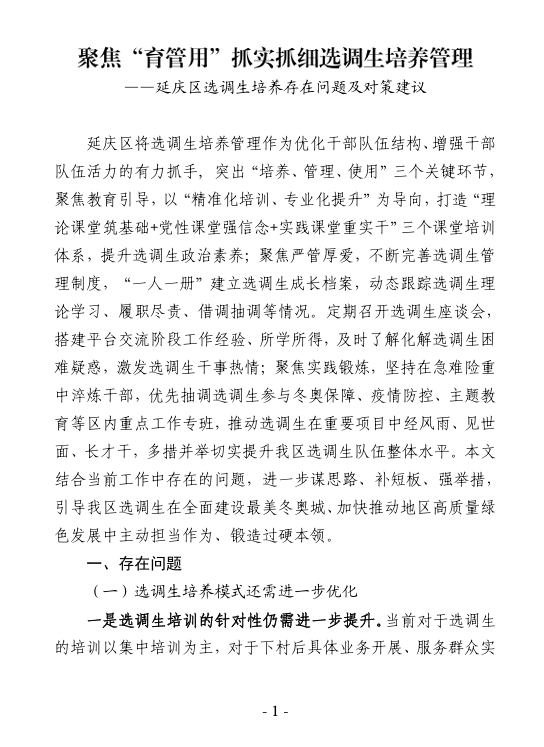 聚焦“育管用”抓实抓细选调生培养管理
——延庆区选调生培养存在问题及对策建议
延庆区将选调生培养管理作为优化干部队伍结构、增强干部
队伍活力的有力抓手，突出“培养、管理、使用”三个关键环节，
聚焦教育引导，以“精准化培训、专业化提升”为导向，打造“理
论课堂筑基础+党性课堂强信念+实践课堂重实干”三个课堂培训
体系，提升选调生政治素养；聚焦严管厚爱，不断完善选调生管
理制度，“一人一册”建立选调生成长档案，动态跟踪选调生理
论学习、履职尽责、借调抽调等情况。定期召开选调生座谈会，
搭建平台交流阶段工作经验、所学所得，及时了解化解选调生困
难疑惑，激发选调生干事热情；聚焦实践锻炼，坚持在急难险重
中淬炼干部，优先抽调选调生参与冬奥保障、疫情防控、主题教
育等区内重点工作专班，推动选调生在重要项目中经风雨、见世
面、长才干，多措并举切实提升我区选调生队伍整体水平。本文
结合当前工作中存在的问题，进一步谋思路、补短板、强举措，
引导我区选调生在全面建设最美冬奥城、加快推动地区高质量绿
色发展中主动担当作为、锻造过硬本领。
一、存在问题
（一）选调生培养模式还需进一步优化
一是选调生培训的针对性仍需进一步提升。当前对于选调生
的培训以集中培训为主，对于下村后具体业务开展、服务群众实
- 1 -